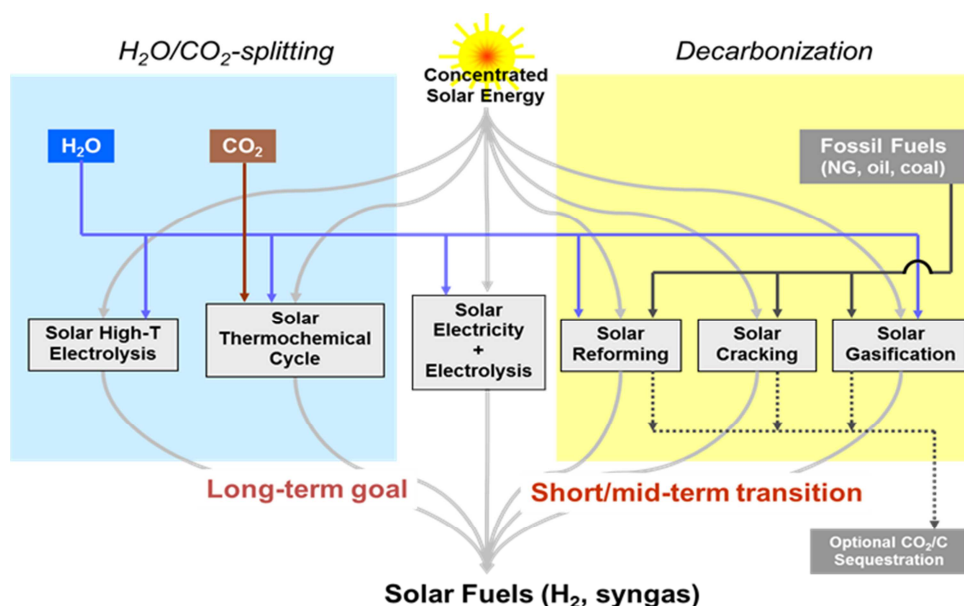 H₂O/CO₂-splitting
Concentrated
Solar Energy
Decarbonization
H₂O
CO₂
Fossil Fuels
(NG, oil, coal)
Solar High-T
Electrolysis
Solar
Thermochemical
Cycle
Solar
Electricity
+
Electrolysis
Solar
Reforming
Solar
Cracking
Solar
Gasification
Long-term goal
Short/mid-term transition
Optional CO₂/C
Sequestration
Solar Fuels (H₂, syngas)